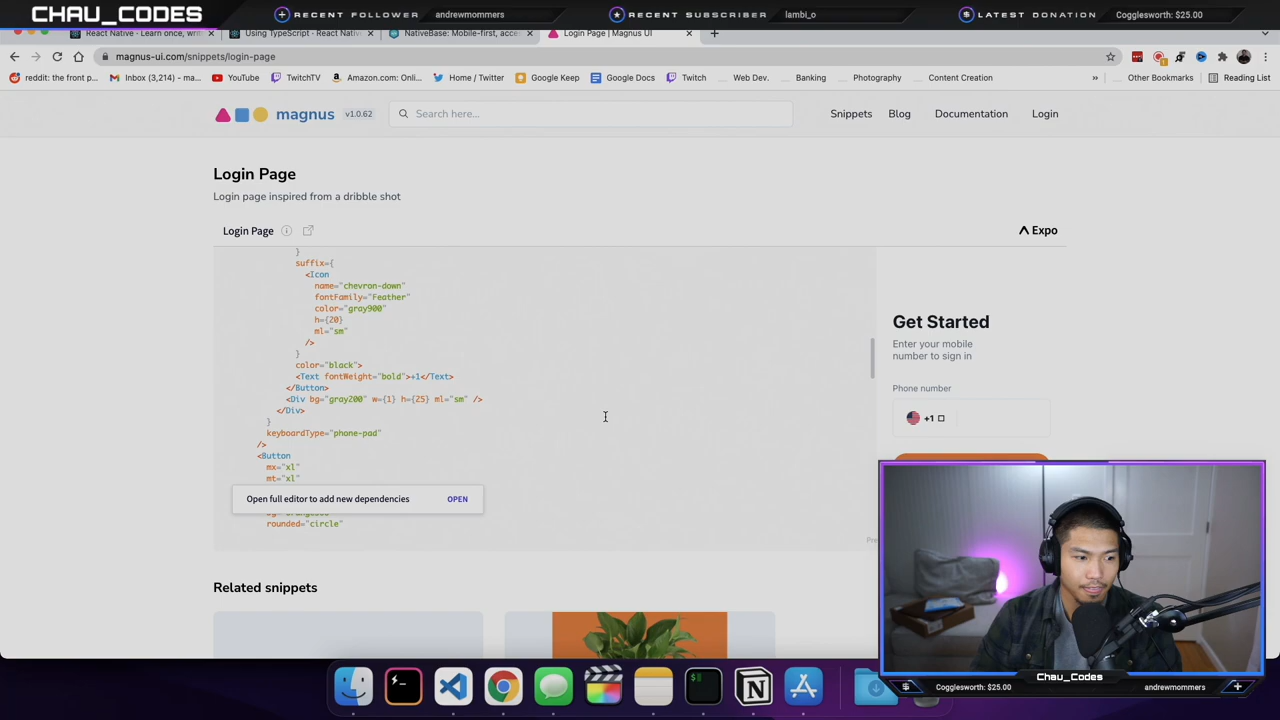 CHAU_CODES
RECENT FOLLOWER andrewmommers
RECENT SUBSCRIBER lambi_o
LATEST DONATION Cogglesworth: $25.00
React Native - Learn once, writ
Using TypeScript - React Nativ
NativeBase: Mobile-first, acce
Login Page | Magnus UI
magnus-ui.com/snippets/login-page
reddit: the front p... Inbox (3,214) - ma... YouTube TwitchTV Amazon.com: Onli... Home / Twitter Google Keep Google Docs Twitch Web Dev. Banking Photography Content Creation » Other Bookmarks Reading List
magnus v1.0.62 Search here... Snippets Blog Documentation Login
Login Page
Login page inspired from a dribble shot
Login Page Expo
}
suffix={
<Icon
name="chevron-down"
fontFamily="Feather"
color="gray900"
h={20}
ml="sm"
/>
}
color="black">
<Text fontWeight="bold">+1</Text>
</Button>
<Div bg="gray200" w={1} h={25} ml="sm" />
</Div>
}
keyboardType="phone-pad"
/>
<Button
mx="xl"
mt="xl"
Open full editor to add new dependencies OPEN
rounded="circle"
Get Started
Enter your mobile
number to sign in
Phone number
+1
Related snippets
Chau_Codes
Cogglesworth: $25.00 andrewmommers